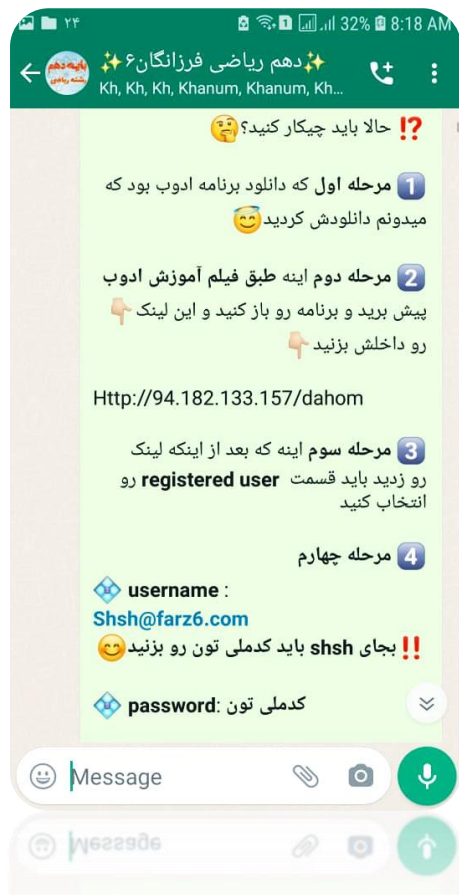 ۲۴
32% 8:18 AM
✨دهم ریاضی فرزانگان۶✨
Kh, Kh, Kh, Khanum, Khanum, Kh...
پایه دهم
رشته ریاضی
⁉️ حالا باید چیکار کنید؟🤔
1️⃣ مرحله اول که دانلود برنامه ادوب بود که
میدونم دانلودش کردید😇
2️⃣ مرحله دوم اینه طبق فیلم آموزش ادوب
پیش برید و برنامه رو باز کنید و این لینک👇🏻
رو داخلش بزنید👇🏻
Http://94.182.133.157/dahom
3️⃣ مرحله سوم اینه که بعد از اینکه لینک
رو زدید باید قسمت registered user رو
انتخاب کنید
4️⃣ مرحله چهارم
💠 username :
Shsh@farz6.com
‼️ بجای shsh باید کدملی تون رو بزنید😊
💠 password: کدملی تون
Message